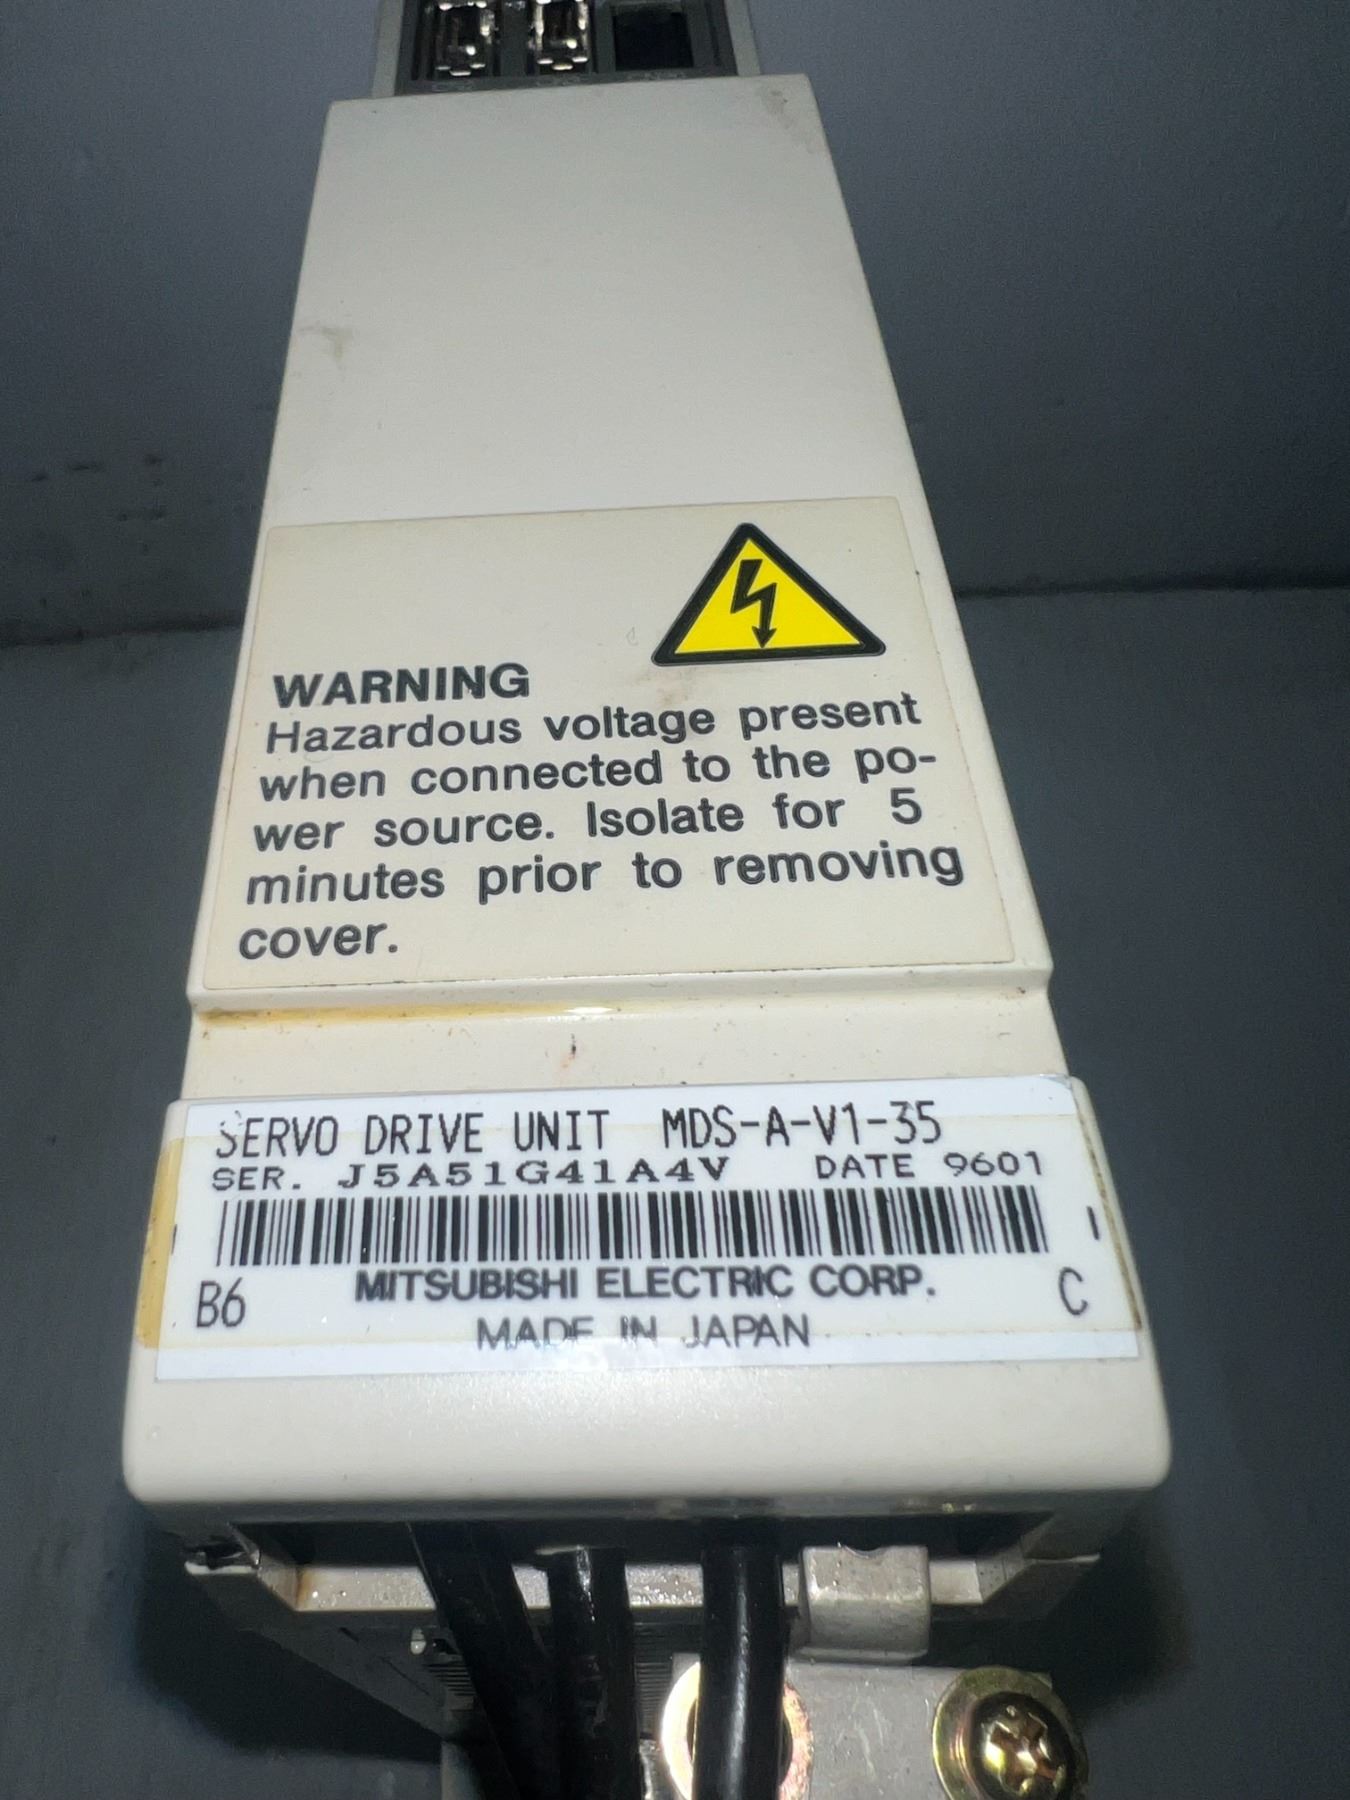 WARNING
Hazardous voltage present
when connected to the po-
wer source. Isolate for 5
minutes prior to removing
cover.
SERVO DRIVE UNIT MDS-A-V1-35
SER. J5A51G41A4V DATE 9601
B6 MITSUBISHI ELECTRIC CORP. C
MADE IN JAPAN